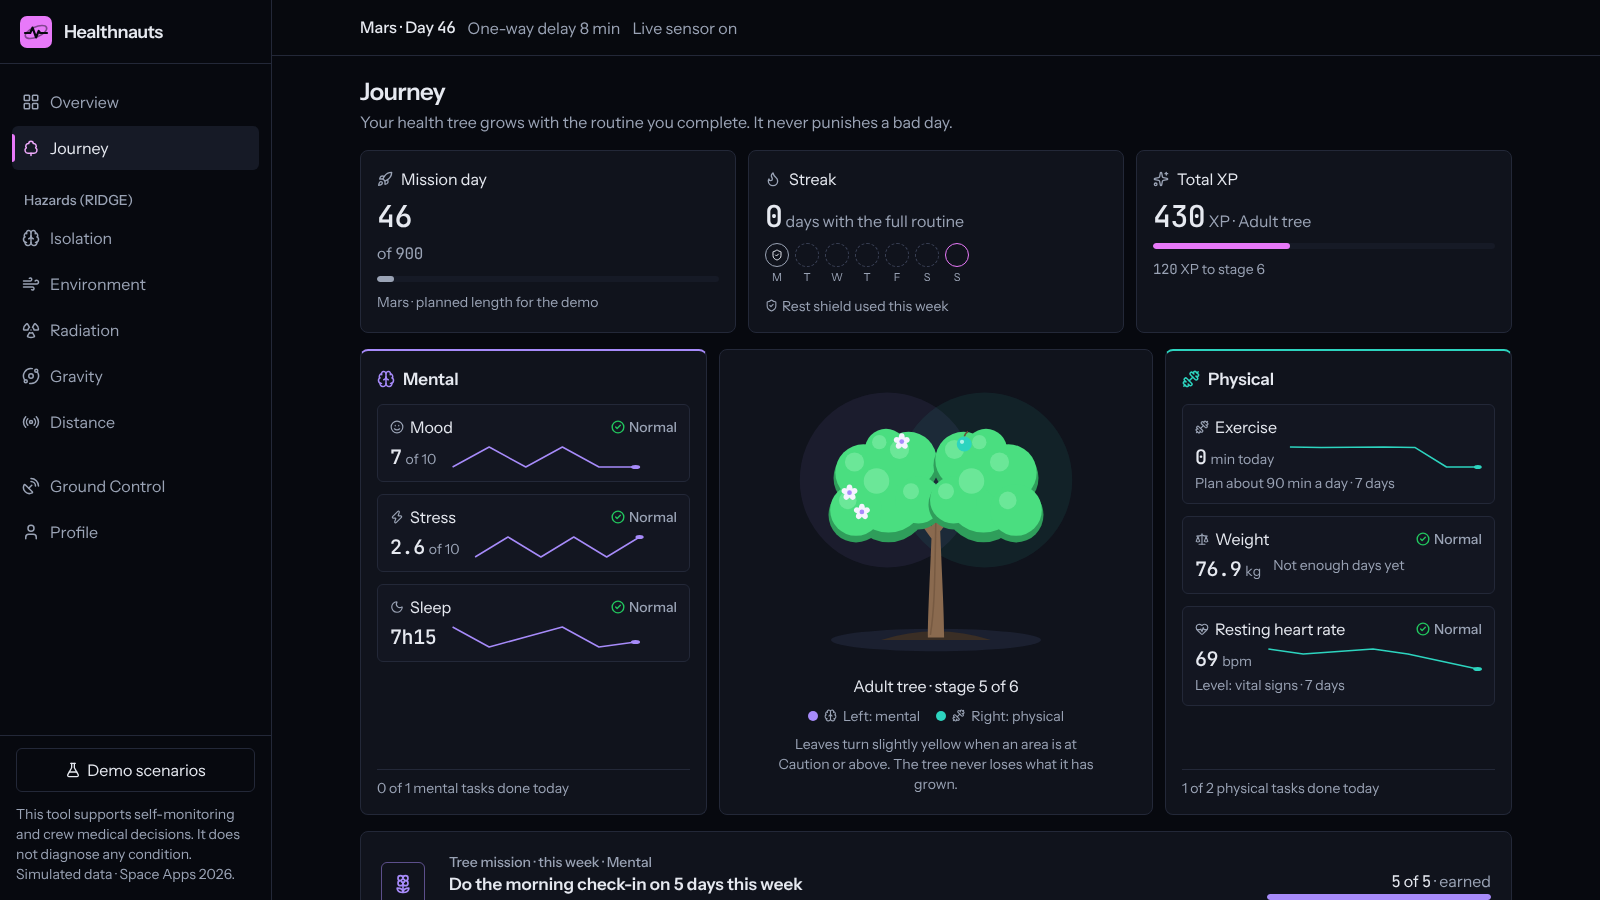 Healthnauts
Overview
Journey
Hazards (RIDGE)
Isolation
Environment
Radiation
Gravity
Distance
Ground Control
Profile
Demo scenarios
This tool supports self-monitoring
and crew medical decisions. It does
not diagnose any condition.
Simulated data · Space Apps 2026.
Mars · Day 46 One-way delay 8 min Live sensor on
Journey
Your health tree grows with the routine you complete. It never punishes a bad day.
Mission day
46
of 900
Mars · planned length for the demo
Streak
0 days with the full routine
M T W T F S S
Rest shield used this week
Total XP
430 XP · Adult tree
120 XP to stage 6
Mental
Mood Normal
7 of 10
Stress Normal
2.6 of 10
Sleep Normal
7h15
0 of 1 mental tasks done today
Adult tree · stage 5 of 6
Left: mental Right: physical
Leaves turn slightly yellow when an area is at
Caution or above. The tree never loses what it has
grown.
Physical
Exercise
0 min today
Plan about 90 min a day · 7 days
Weight Normal
76.9 kg Not enough days yet
Resting heart rate Normal
69 bpm
Level: vital signs · 7 days
1 of 2 physical tasks done today
Tree mission · this week · Mental
Do the morning check-in on 5 days this week
5 of 5 · earned